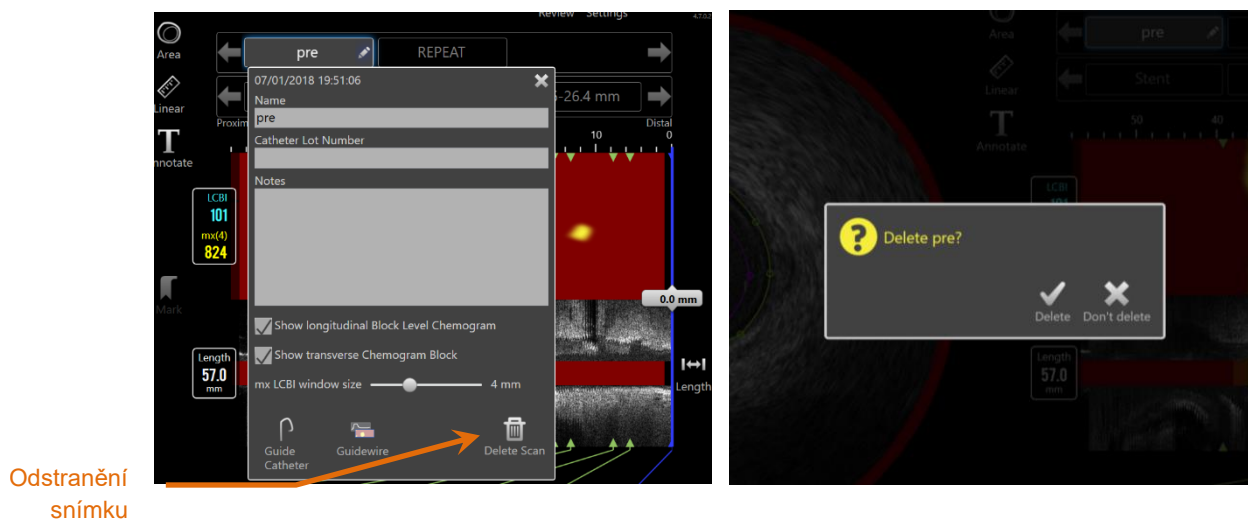 Review Settings
4.7.0.2
Area
pre
REPEAT
07/01/2018 19:51:06
Name
pre
Linear
-26.4 mm
Proxim
Distal
10
0
Catheter Lot Number
Annotate
Notes
LCBI
101
mx(4)
824
Mark
0.0 mm
Show longitudinal Block Level Chemogram
Show transverse Chemogram Block
Length
57.0
mm
mx LCBI window size
4 mm
Length
Guide
Catheter
Guidewire
Delete Scan
Odstranění
snímku
Area
pre
Linear
Stent
50
40
Annotate
LCBI
Delete pre?
Delete
Don't delete
Length
57.0
mm